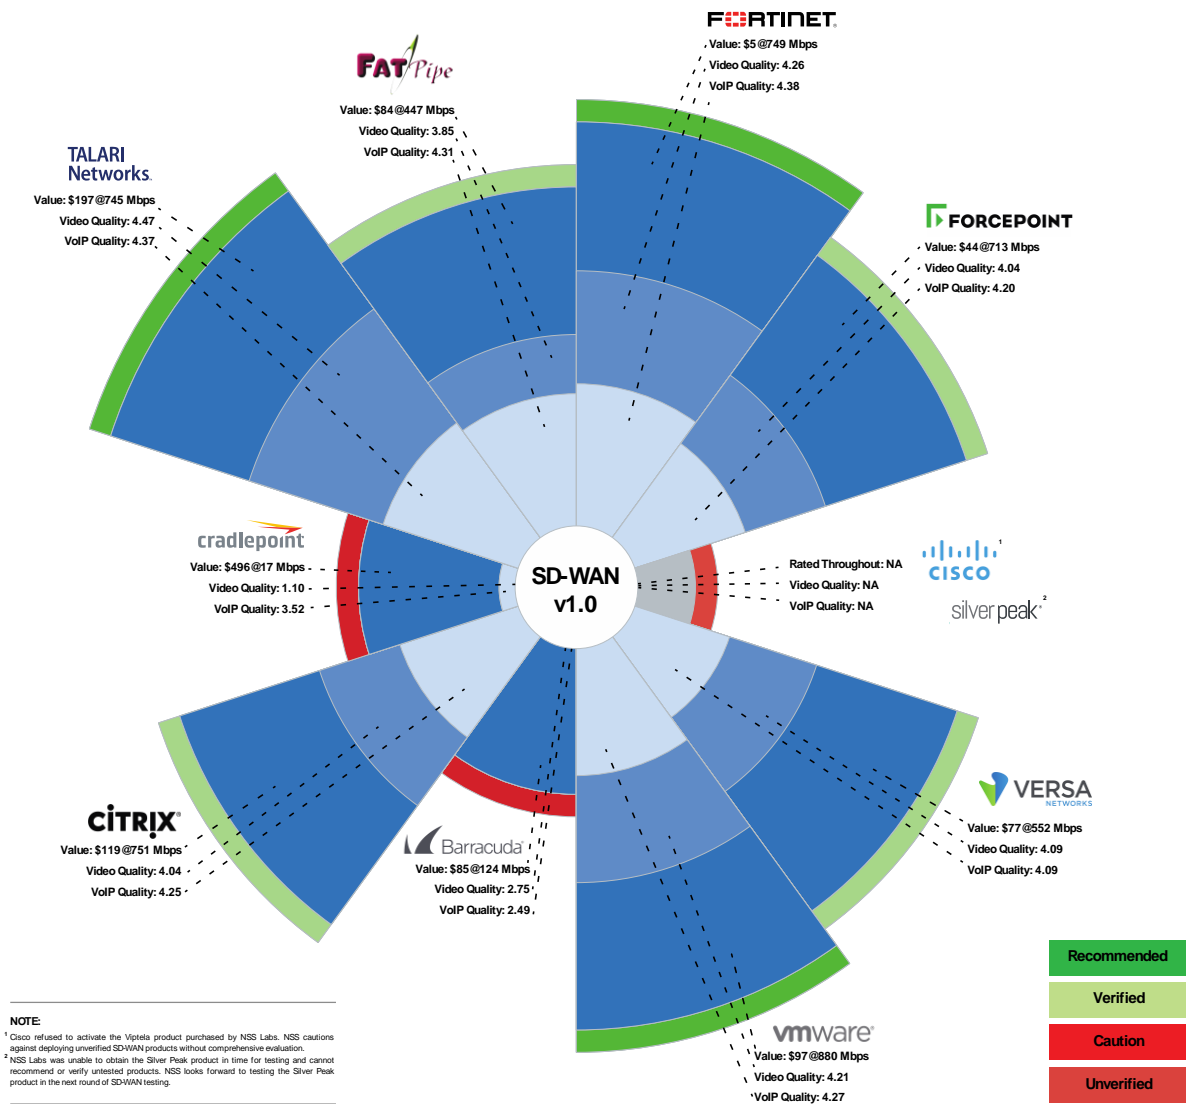 FORTINET®
Value: $5@749 Mbps
Video Quality: 4.26
VoIP Quality: 4.38
FATPipe
Value: $84@447 Mbps
Video Quality: 3.85
VoIP Quality: 4.31
TALARI
Networks.
Value: $197@745 Mbps
Video Quality: 4.47
VoIP Quality: 4.37
FORCEPOINT
Value: $44@713 Mbps
Video Quality: 4.04
VoIP Quality: 4.20
cradlepoint
Value: $496@17 Mbps
Video Quality: 1.10
VoIP Quality: 3.52
SD-WAN
v1.0
Rated Throughout: NA
Video Quality: NA
VoIP Quality: NA
CISCO 1
silver peak® 2
VERSA
NETWORKS
Value: $77@552 Mbps
Video Quality: 4.09
VoIP Quality: 4.09
CİTRIX®
Value: $119@751 Mbps
Video Quality: 4.04
VoIP Quality: 4.25
Barracuda
Value: $85@124 Mbps
Video Quality: 2.75
VoIP Quality: 2.49
vmware®
Value: $97@880 Mbps
Video Quality: 4.21
VoIP Quality: 4.27
Recommended
Verified
Caution
Unverified
NOTE:
1 Cisco refused to activate the Viptela product purchased by NSS Labs. NSS cautions
against deploying unverified SD-WAN products without comprehensive evaluation.
2 NSS Labs was unable to obtain the Silver Peak product in time for testing and cannot
recommend or verify untested products. NSS looks forward to testing the Silver Peak
product in the next round of SD-WAN testing.